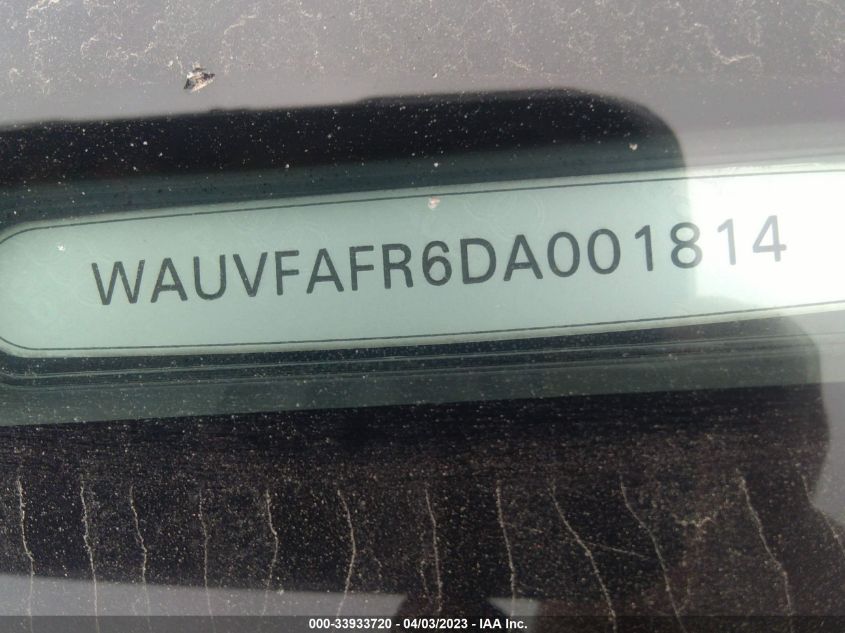 WAUVFAFR6DA001814
000-33933720 - 04/03/2023 - IAA Inc.